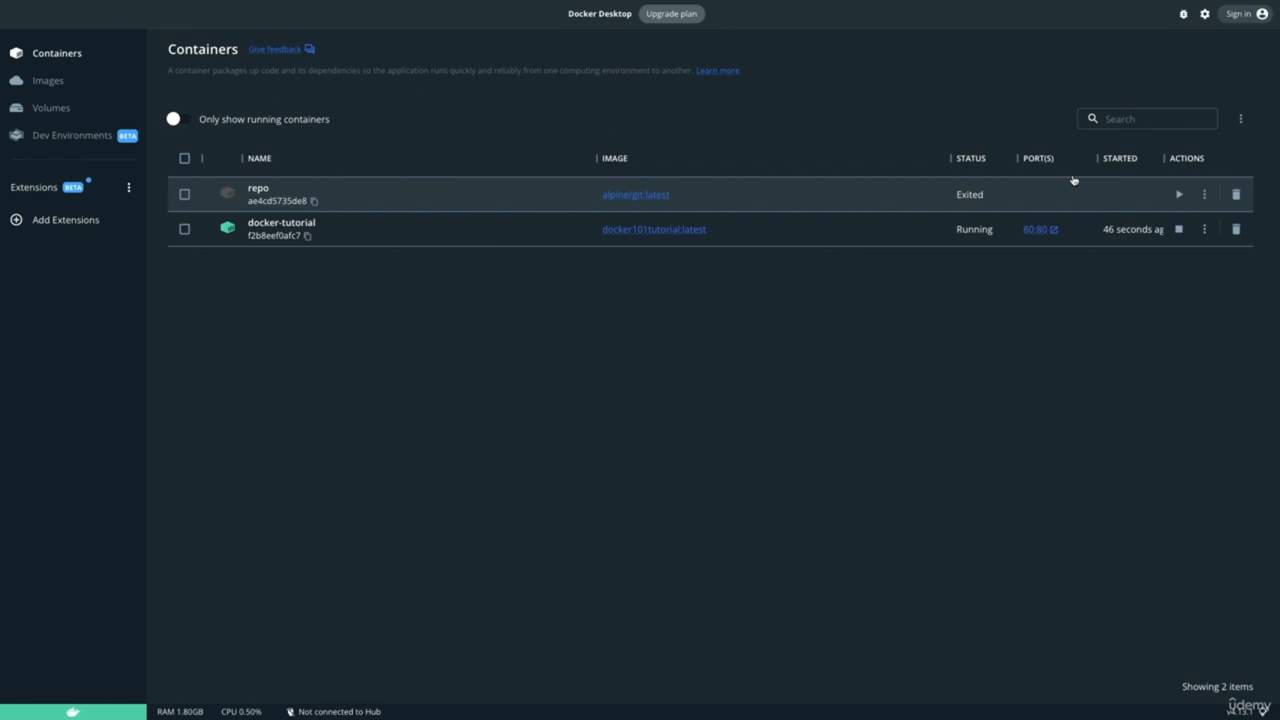 Docker Desktop Upgrade plan Sign in
Containers
Images
Volumes
Dev Environments BETA
Extensions BETA
Add Extensions
Containers Give feedback
A container packages up code and its dependencies so the application runs quickly and reliably from one computing environment to another. Learn more
Only show running containers Search
NAME IMAGE STATUS PORT(S) STARTED ACTIONS
repo
ae4cd5735de8 alpine/git:latest Exited
docker-tutorial
f2b8eef0afc7 docker101tutorial:latest Running 80:80 46 seconds ag
Showing 2 items
RAM 1.80GB CPU 0.50% Not connected to Hub v4.13.1
udemy